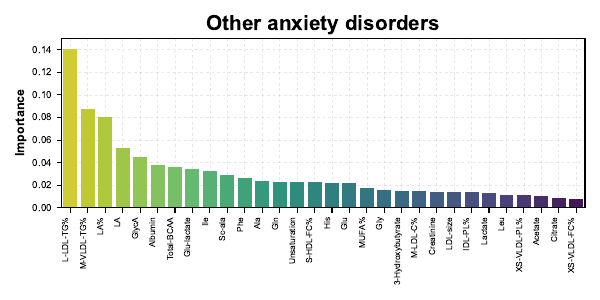 Other anxiety disorders
Importance
0.14
0.12
0.10
0.08
0.06
0.04
0.02
0.00
L-LDL-TG%
M-VLDL-TG%
LA%
LA
GlycA
Albumin
Total-BCAA
Glu-lactate
Ile
Sc-ala
Phe
Ala
Gln
Unsaturation
S-HDL-FC%
His
Glu
MUFA%
Gly
3-Hydroxybutyrate
M-LDL-C%
Creatinine
LDL-size
IDL-PL%
Lactate
Leu
XS-VLDL-PL%
Acetate
Citrate
XS-VLDL-FC%